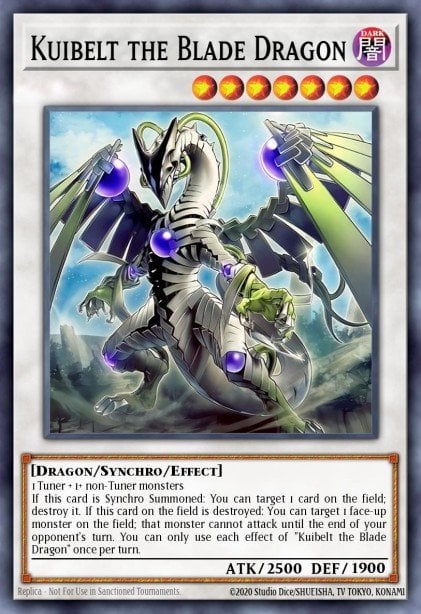 KUIBELT THE BLADE DRAGON
DARK
闇
[DRAGON/SYNCHRO/EFFECT]
1 Tuner + 1+ non-Tuner monsters
If this card is Synchro Summoned: You can target 1 card on the field;
destroy it. If this card on the field is destroyed: You can target 1 face-up
monster on the field; that monster cannot attack until the end of your
opponent's turn. You can only use each effect of "Kuibelt the Blade
Dragon" once per turn.
ATK/2500 DEF/1900
Replica - Not For Use in Sanctioned Tournaments.
©2020 Studio Dice/SHUEISHA, TV TOKYO, KONAMI